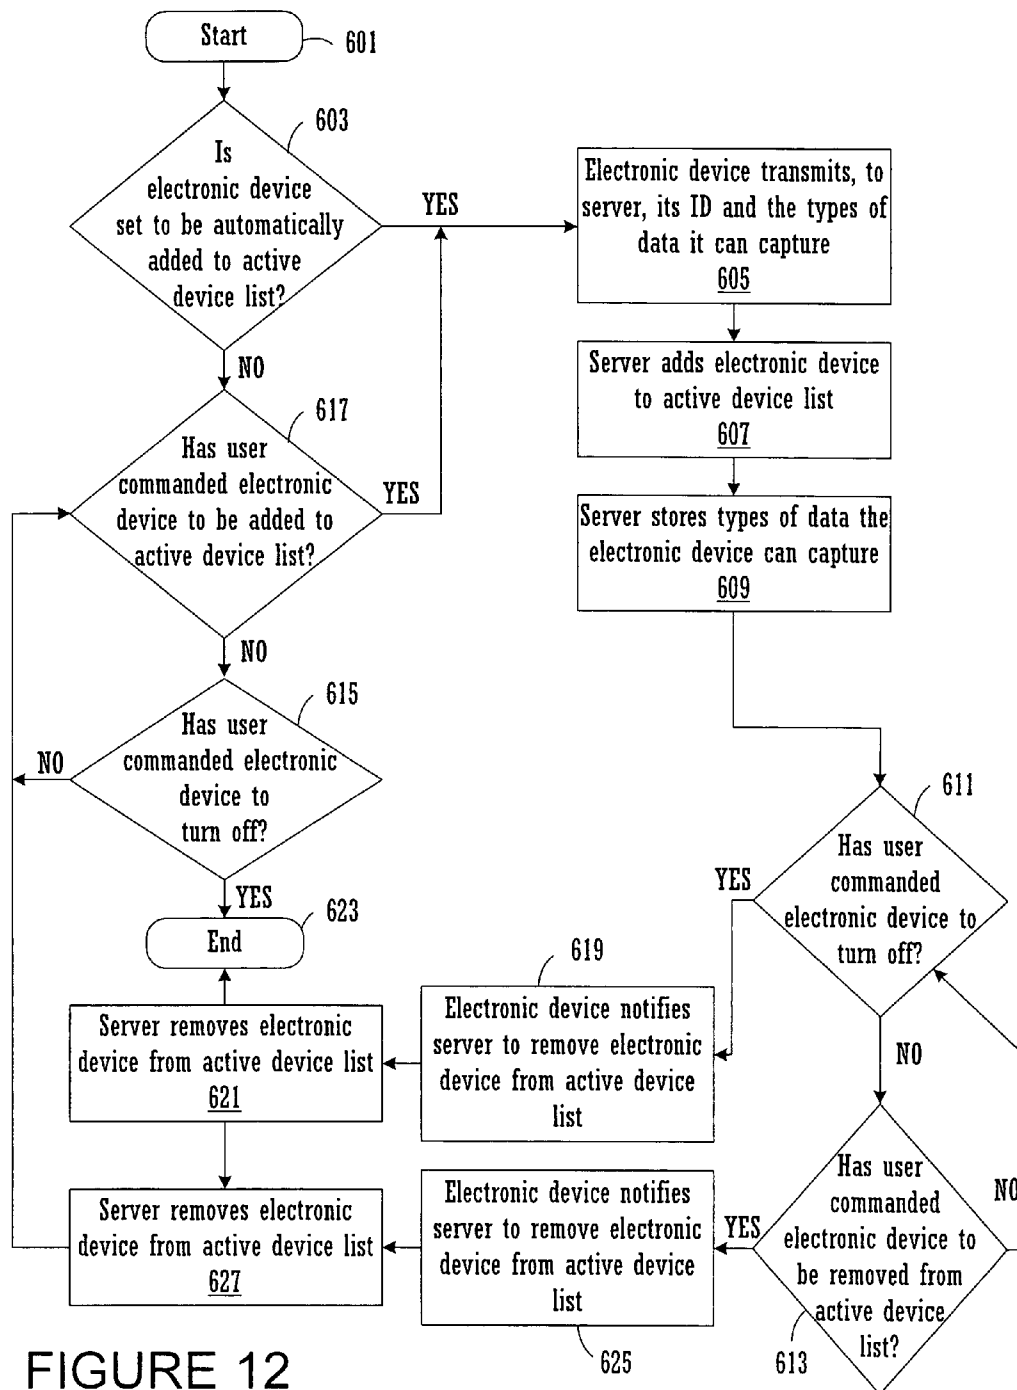 Start
601
603
Is
electronic device
set to be automatically
added to active
device list?
YES
Electronic device transmits, to
server, its ID and the types of
data it can capture
605
NO
Server adds electronic device
to active device list
607
617
Has user
commanded electronic
device to be added to
active device list?
YES
Server stores types of data the
electronic device can capture
609
NO
615
Has user
commanded electronic
device to
turn off?
NO
YES
623
End
611
Has user
commanded
electronic device to
turn off?
YES
NO
619
Electronic device notifies
server to remove electronic
device from active device
list
Server removes electronic
device from active device list
621
Has user
commanded
electronic device to
be removed from
active device
list?
NO
YES
613
Electronic device notifies
server to remove electronic
device from active device
list
625
Server removes electronic
device from active device list
627
FIGURE 12